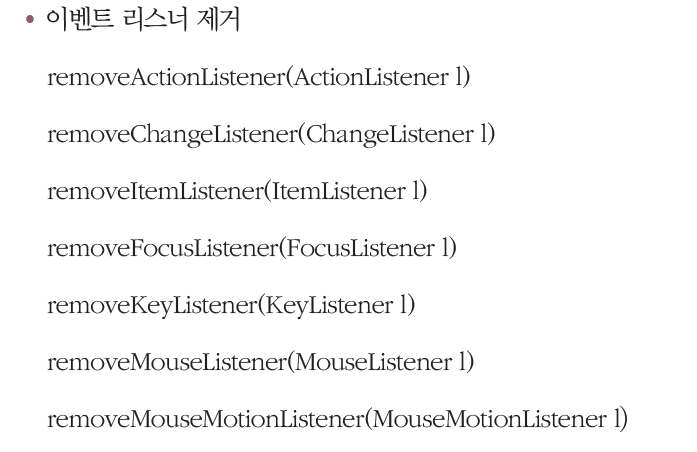 • 이벤트 리스너 제거
removeActionListener(ActionListener l)
removeChangeListener(ChangeListener l)
removeItemListener(ItemListener l)
removeFocusListener(FocusListener l)
removeKeyListener(KeyListener l)
removeMouseListener(MouseListener l)
removeMouseMotionListener(MouseMotionListener l)